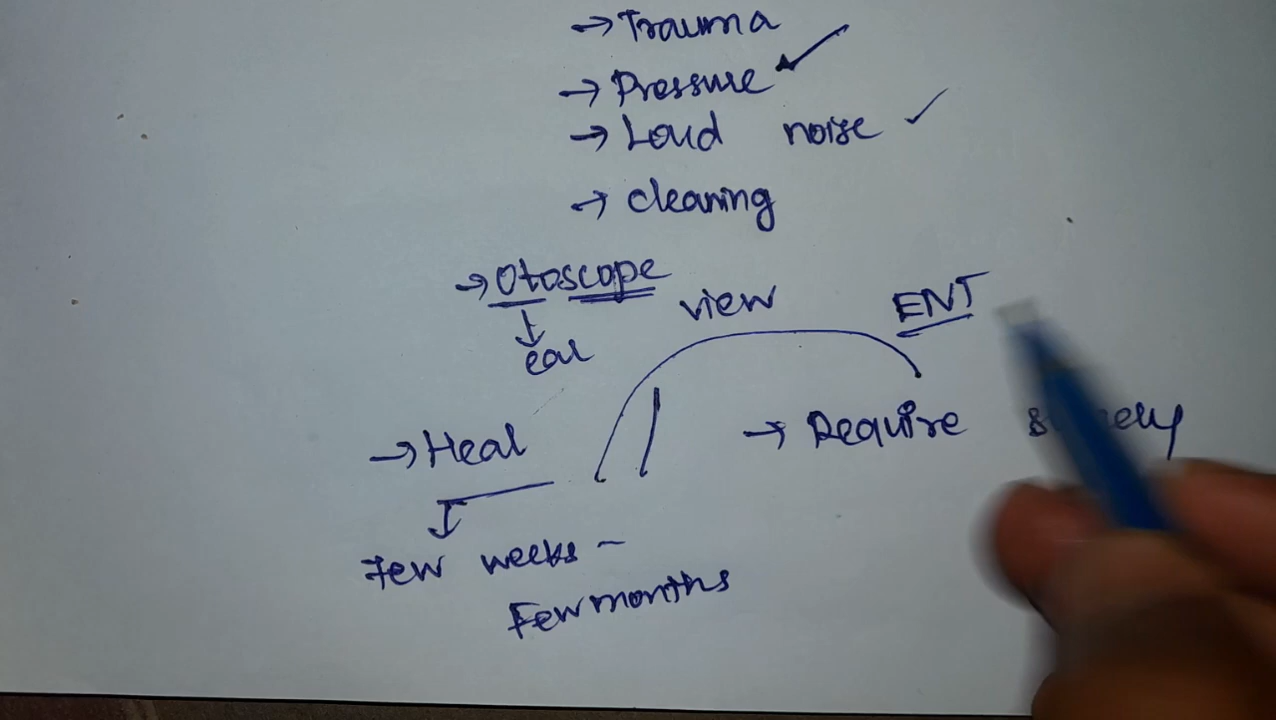 → Trauma
→ Pressure ✓
→ Loud noise ✓
→ cleaning
→ Otoscope view
ear
ENT
→ Heal
→ Require
Few weeks –
Few months